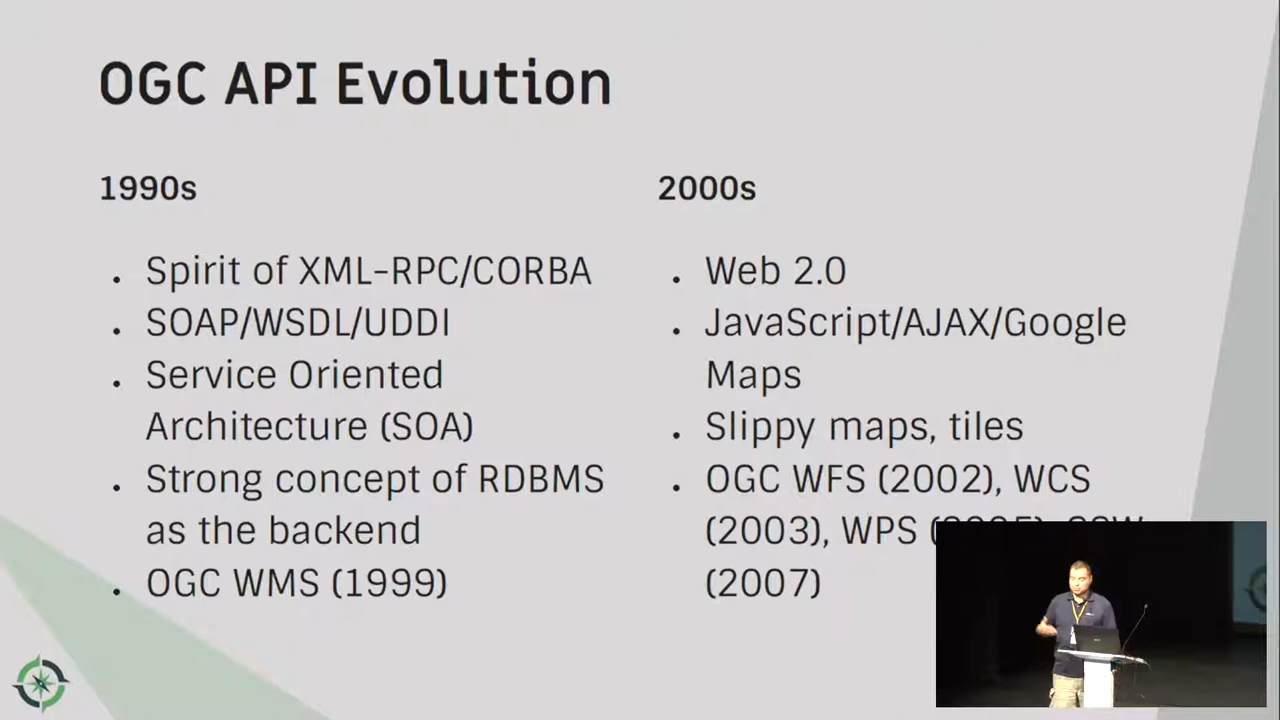 OGC API Evolution
1990s
. Spirit of XML-RPC/CORBA
. SOAP/WSDL/UDDI
. Service Oriented
Architecture (SOA)
. Strong concept of RDBMS
as the backend
. OGC WMS (1999)
2000s
. Web 2.0
. JavaScript/AJAX/Google
Maps
. Slippy maps, tiles
. OGC WFS (2002), WCS
(2003), WPS
(2007)